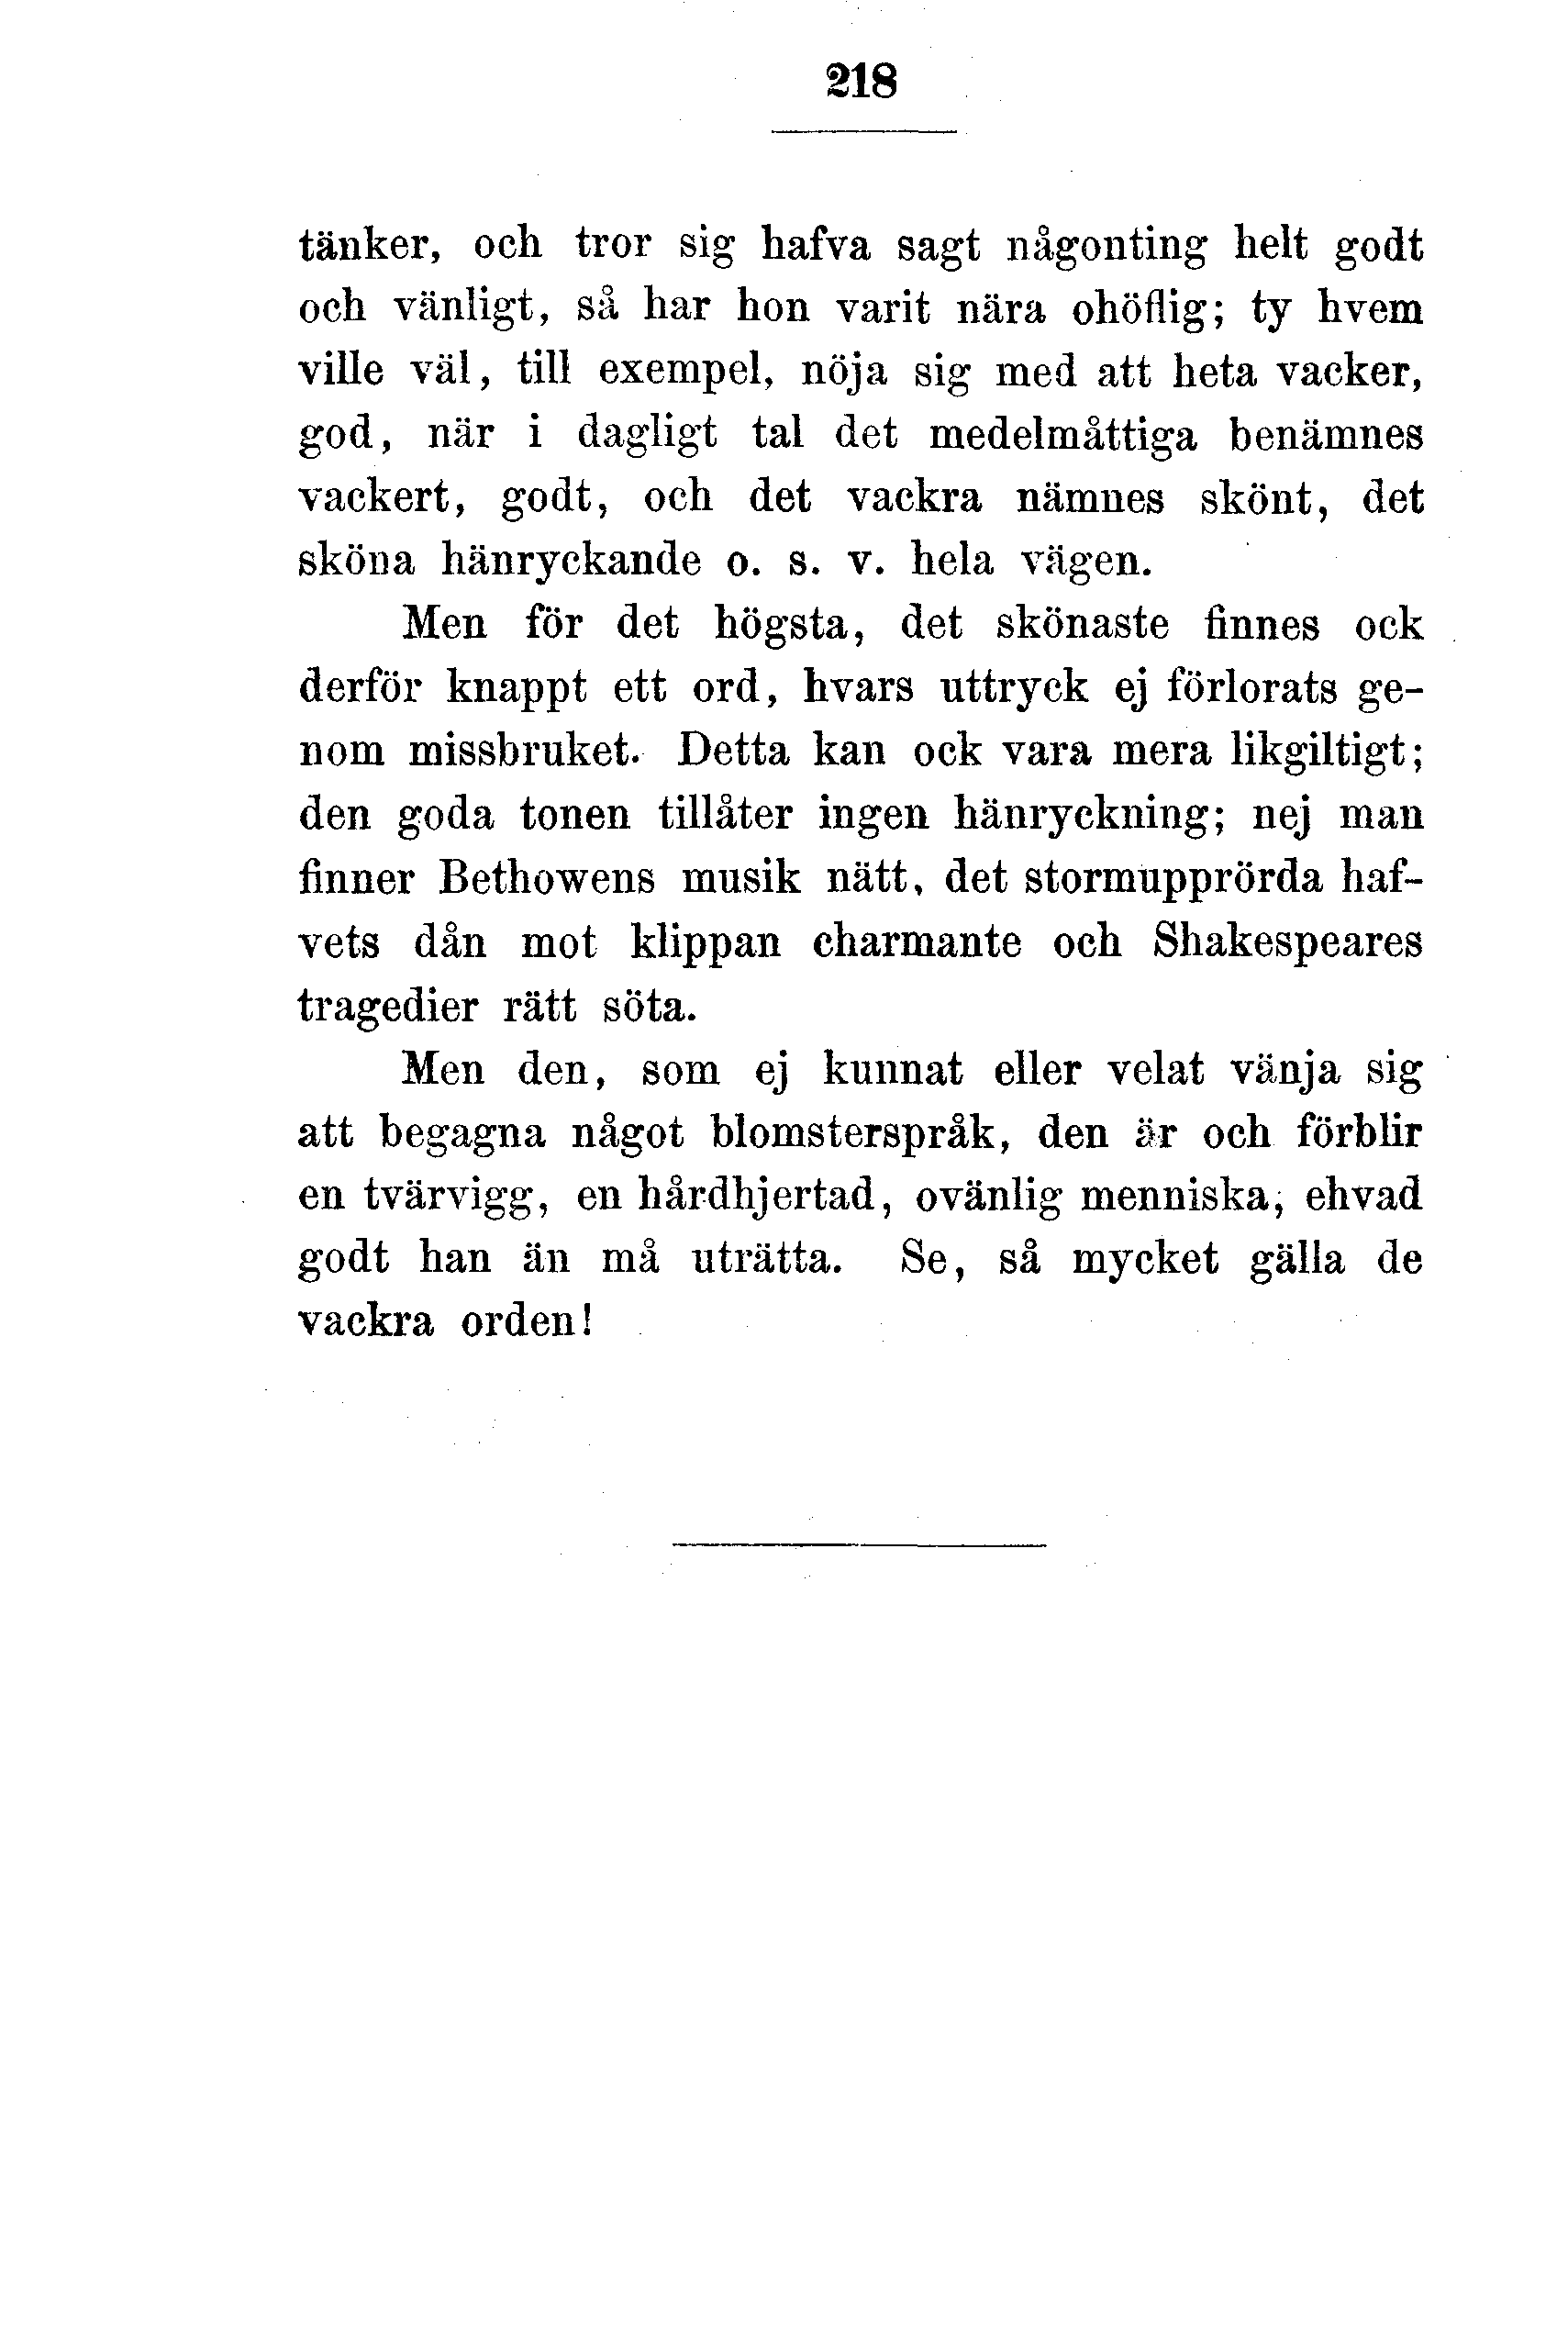 218
tänker, och tror sig hafva sagt någonting helt godt
och vänligt, så har hon varit nära ohöflig; ty hvem
ville väl, till exempel, nöja sig med att heta vacker,
god, när i dagligt tal det medelmåttiga benämnes
vackert, godt, och det vackra nämnes skönt, det
sköna hänryckande o. s. v. hela vägen.
Men för det högsta, det skönaste finnes ock
derför knappt ett ord, hvars uttryck ej förlorats ge-
nom missbruket. Detta kan ock vara mera likgiltigt;
den goda tonen tillåter ingen hänryckning; nej man
finner Bethowens musik nätt, det stormupprörda haf-
vets dån mot klippan charmante och Shakespeares
tragedier rätt söta.
Men den, som ej kunnat eller velat vänja sig
att begagna något blomsterspråk, den är och förblir
en tvärvigg, en hårdhjertad, ovänlig menniska, ehvad
godt han än må uträtta. Se, så mycket gälla de
vackra orden!